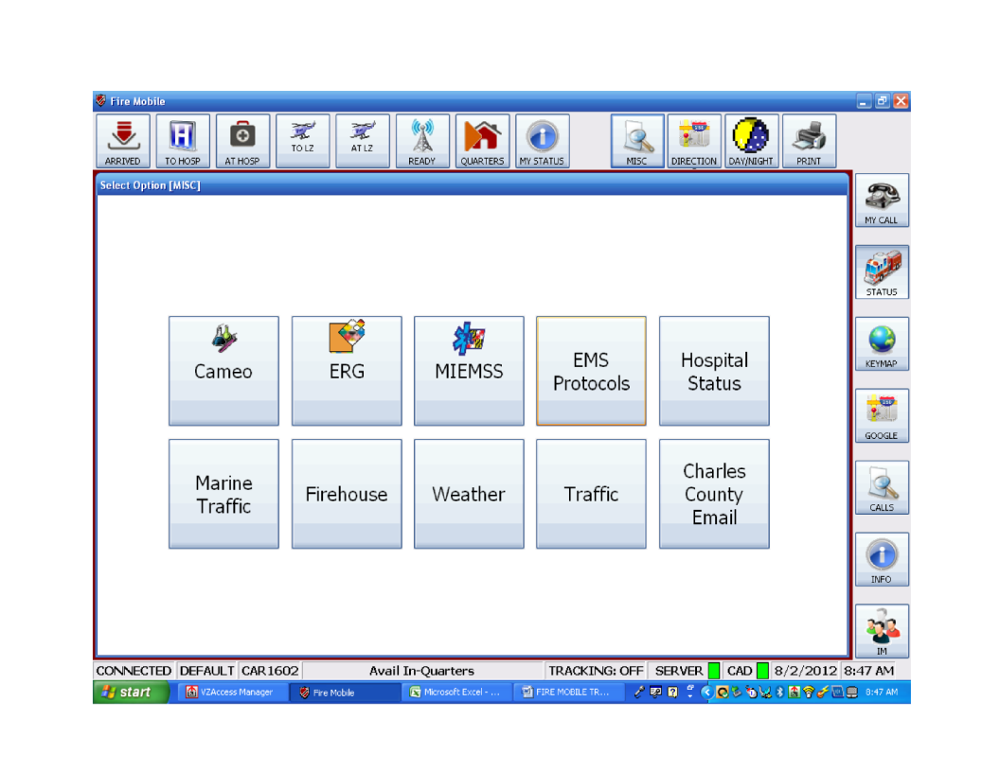 Fire Mobile
ARRIVED TO HOSP AT HOSP TO LZ AT LZ READY QUARTERS MY STATUS MISC DIRECTION DAY/NIGHT PRINT
Select Option [MISC]
MY CALL
STATUS
KEYMAP
GOOGLE
CALLS
INFO
IM
Cameo
ERG
MIEMSS
EMS
Protocols
Hospital
Status
Marine
Traffic
Firehouse
Weather
Traffic
Charles
County
Email
CONNECTED DEFAULT CAR1602 Avail In-Quarters TRACKING: OFF SERVER CAD 8/2/2012 8:47 AM
start VZAccess Manager Fire Mobile Microsoft Excel - ... FIRE MOBILE TR... 8:47 AM